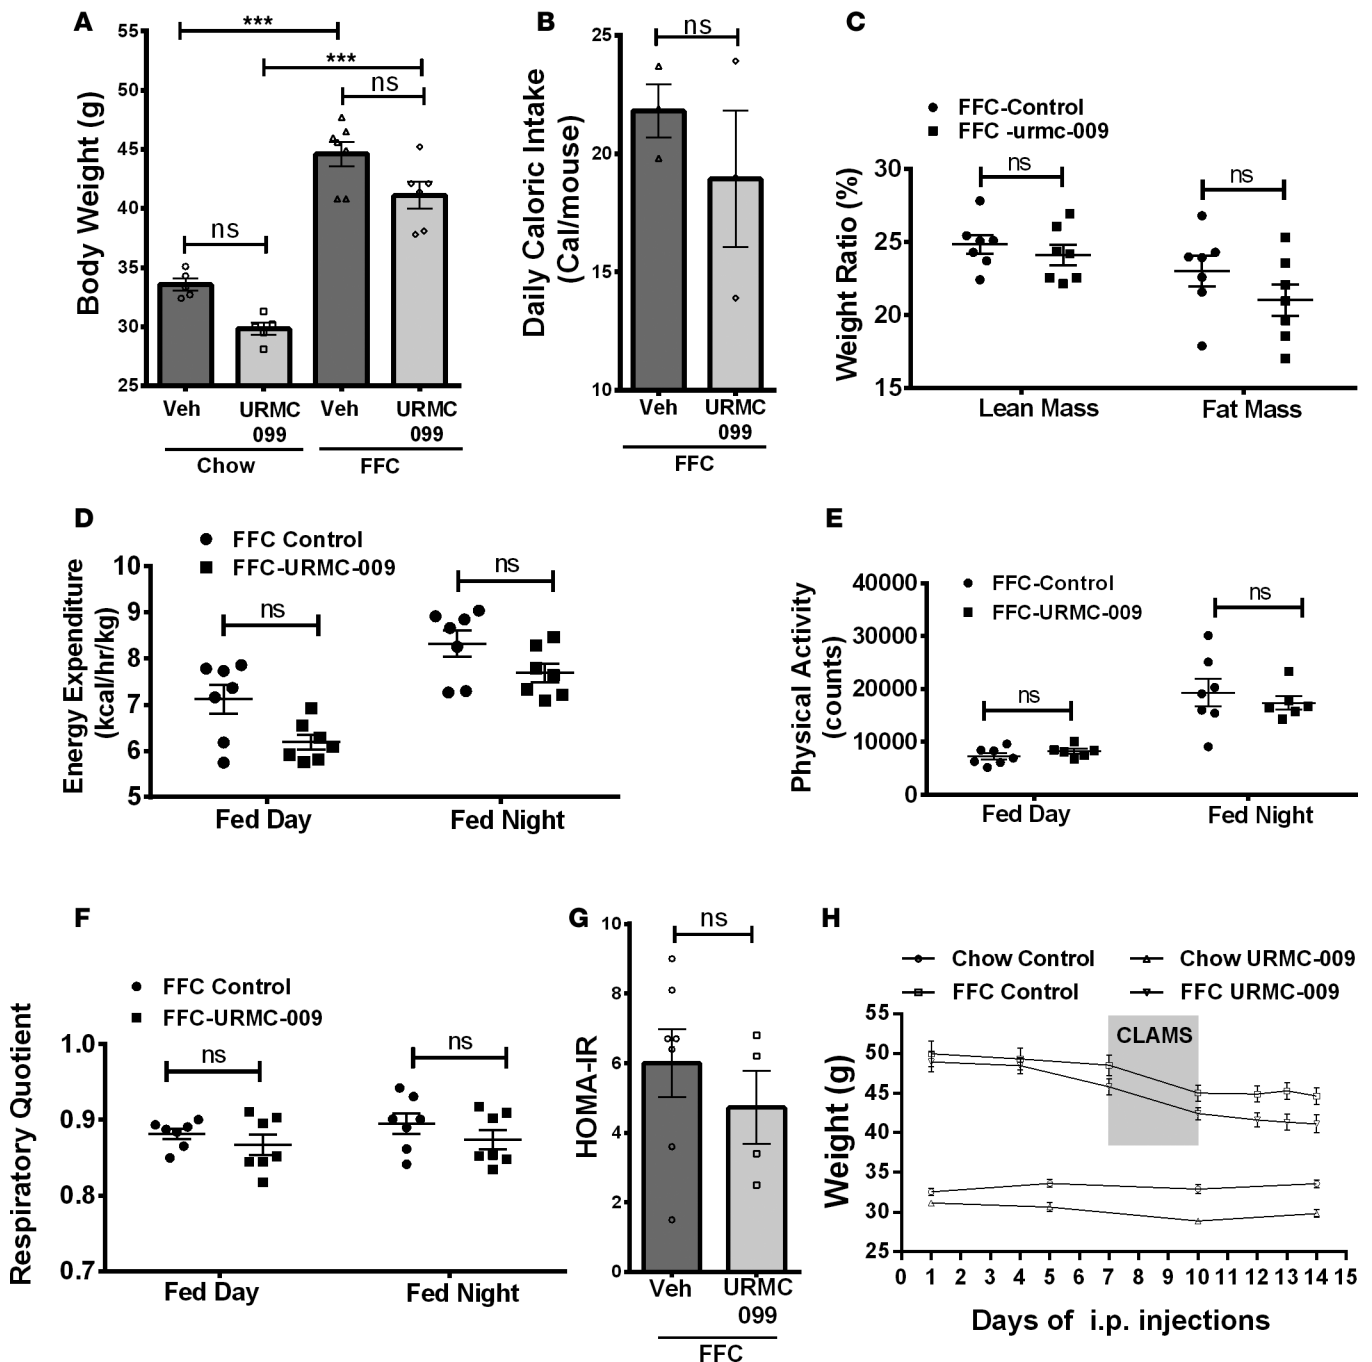 A
Body Weight (g)
55
50
45
40
35
30
25
***
***
ns
ns
Veh
URMC
099
Veh
URMC
099
Chow
FFC
B
Daily Caloric Intake
(Cal/mouse)
25
20
15
10
ns
Veh
URMC
099
FFC
C
FFC-Control
FFC -urmc-009
Weight Ratio (%)
30
25
20
15
ns
ns
Lean Mass
Fat Mass
D
FFC Control
FFC-URMC-009
Energy Expenditure
(kcal/hr/kg)
10
9
8
7
6
5
ns
ns
Fed Day
Fed Night
E
FFC-Control
FFC-URMC-009
Physical Activity
(counts)
40000
30000
20000
10000
0
ns
ns
Fed Day
Fed Night
F
FFC Control
FFC-URMC-009
Respiratory Quotient
1.0
0.9
0.8
0.7
ns
ns
Fed Day
Fed Night
G
HOMA-IR
10
8
6
4
2
0
ns
Veh
URMC
099
FFC
H
Chow Control
Chow URMC-009
FFC Control
FFC URMC-009
Weight (g)
55
50
45
40
35
30
25
CLAMS
0 1 2 3 4 5 6 7 8 9 10 11 12 13 14 15
Days of i.p. injections